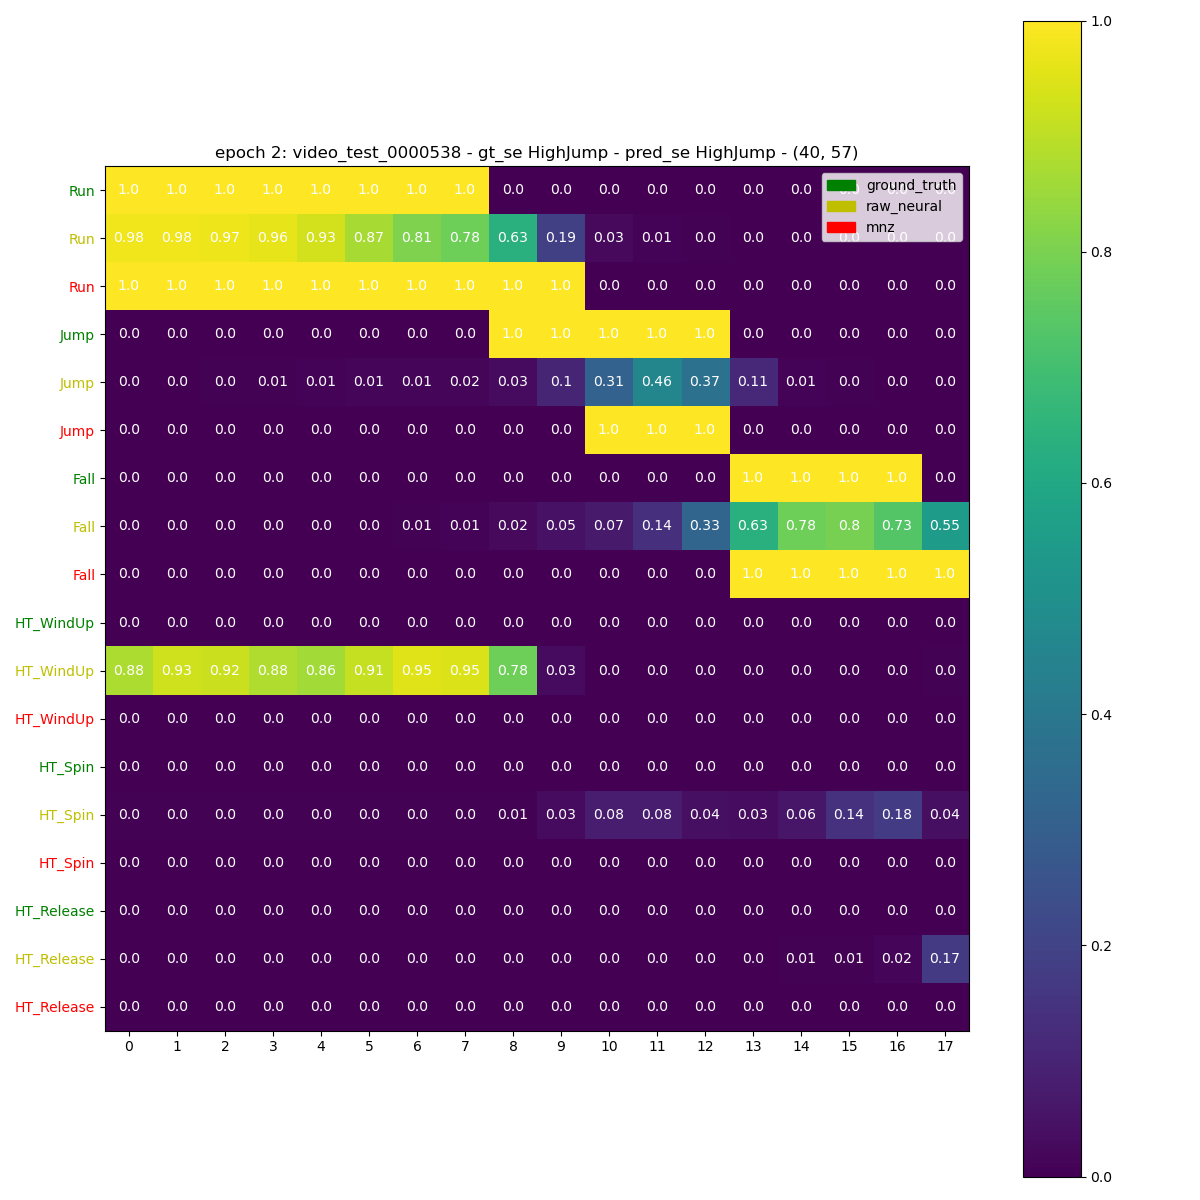 epoch 2: video_test_0000538 - gt_se HighJump - pred_se HighJump - (40, 57)
ground_truth
raw_neural
mnz
Run 1.0 1.0 1.0 1.0 1.0 1.0 1.0 1.0 0.0 0.0 0.0 0.0 0.0 0.0 0.0 0.0 0.0 0.0
Run 0.98 0.98 0.97 0.96 0.93 0.87 0.81 0.78 0.63 0.19 0.03 0.01 0.0 0.0 0.0 0.0 0.0 0.0
Run 1.0 1.0 1.0 1.0 1.0 1.0 1.0 1.0 1.0 1.0 0.0 0.0 0.0 0.0 0.0 0.0 0.0 0.0
Jump 0.0 0.0 0.0 0.0 0.0 0.0 0.0 0.0 1.0 1.0 1.0 1.0 1.0 0.0 0.0 0.0 0.0 0.0
Jump 0.0 0.0 0.0 0.01 0.01 0.01 0.01 0.02 0.03 0.1 0.31 0.46 0.37 0.11 0.01 0.0 0.0 0.0
Jump 0.0 0.0 0.0 0.0 0.0 0.0 0.0 0.0 0.0 0.0 1.0 1.0 1.0 0.0 0.0 0.0 0.0 0.0
Fall 0.0 0.0 0.0 0.0 0.0 0.0 0.0 0.0 0.0 0.0 0.0 0.0 0.0 1.0 1.0 1.0 1.0 0.0
Fall 0.0 0.0 0.0 0.0 0.0 0.0 0.01 0.01 0.02 0.05 0.07 0.14 0.33 0.63 0.78 0.8 0.73 0.55
Fall 0.0 0.0 0.0 0.0 0.0 0.0 0.0 0.0 0.0 0.0 0.0 0.0 0.0 1.0 1.0 1.0 1.0 1.0
HT_WindUp 0.0 0.0 0.0 0.0 0.0 0.0 0.0 0.0 0.0 0.0 0.0 0.0 0.0 0.0 0.0 0.0 0.0 0.0
HT_WindUp 0.88 0.93 0.92 0.88 0.86 0.91 0.95 0.95 0.78 0.03 0.0 0.0 0.0 0.0 0.0 0.0 0.0 0.0
HT_WindUp 0.0 0.0 0.0 0.0 0.0 0.0 0.0 0.0 0.0 0.0 0.0 0.0 0.0 0.0 0.0 0.0 0.0 0.0
HT_Spin 0.0 0.0 0.0 0.0 0.0 0.0 0.0 0.0 0.0 0.0 0.0 0.0 0.0 0.0 0.0 0.0 0.0 0.0
HT_Spin 0.0 0.0 0.0 0.0 0.0 0.0 0.0 0.0 0.01 0.03 0.08 0.08 0.04 0.03 0.06 0.14 0.18 0.04
HT_Spin 0.0 0.0 0.0 0.0 0.0 0.0 0.0 0.0 0.0 0.0 0.0 0.0 0.0 0.0 0.0 0.0 0.0 0.0
HT_Release 0.0 0.0 0.0 0.0 0.0 0.0 0.0 0.0 0.0 0.0 0.0 0.0 0.0 0.0 0.0 0.0 0.0 0.0
HT_Release 0.0 0.0 0.0 0.0 0.0 0.0 0.0 0.0 0.0 0.0 0.0 0.0 0.0 0.0 0.01 0.01 0.02 0.17
HT_Release 0.0 0.0 0.0 0.0 0.0 0.0 0.0 0.0 0.0 0.0 0.0 0.0 0.0 0.0 0.0 0.0 0.0 0.0
0 1 2 3 4 5 6 7 8 9 10 11 12 13 14 15 16 17
1.0
0.8
0.6
0.4
0.2
0.0